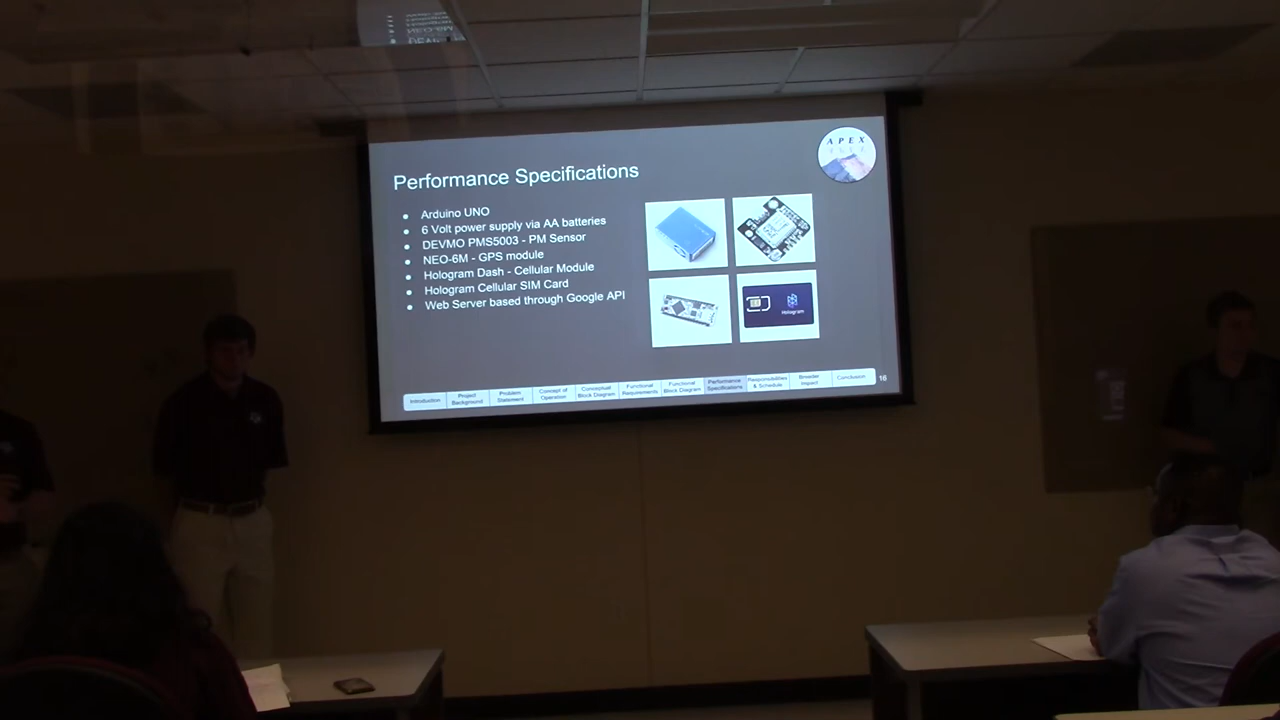 APEX
Performance Specifications
Arduino UNO
6 Volt power supply via AA batteries
DEVMO PMS5003 - PM Sensor
NEO-6M - GPS module
Hologram Dash - Cellular Module
Hologram Cellular SIM Card
Web Server based through Google API
Hologram
Introduction
Project Background
Problem Statement
Concept of Operation
Conceptual Block Diagram
Functional Requirements
Functional Block Diagram
Performance Specifications
Responsibilities & Schedule
Broader Impact
Conclusion
16